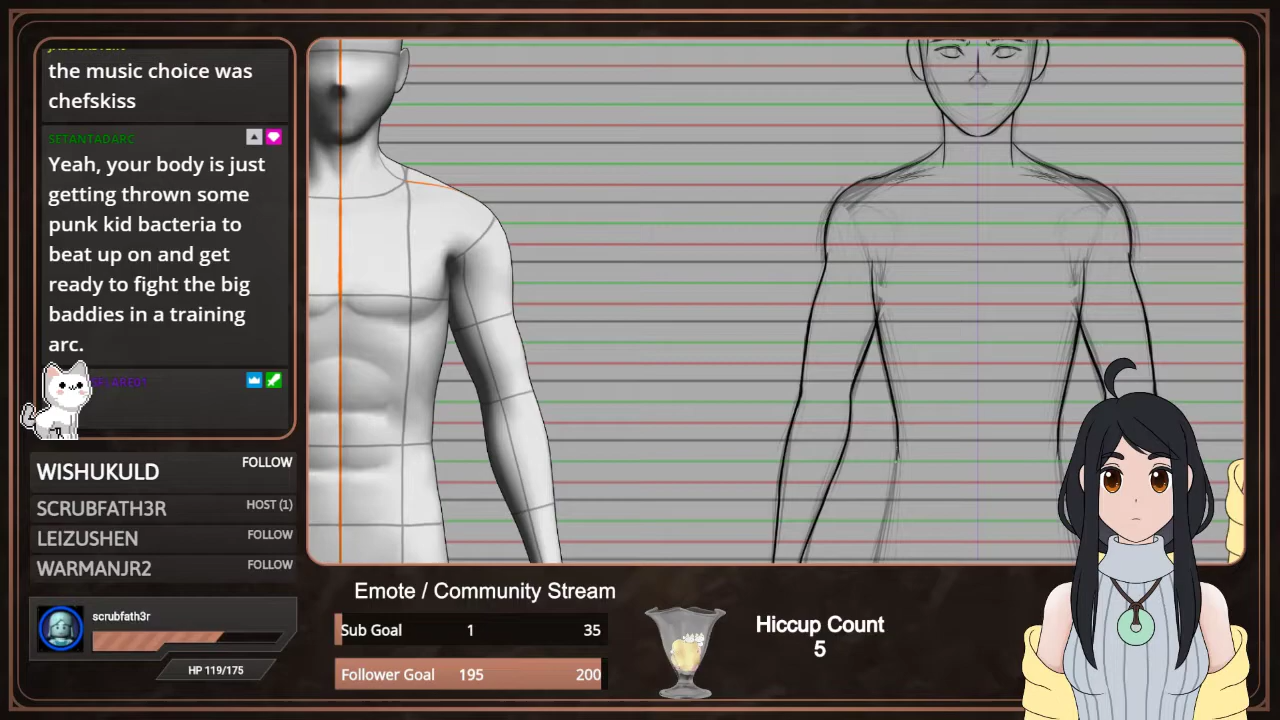 the music choice was
chefskiss
SETANTADARC
Yeah, your body is just
getting thrown some
punk kid bacteria to
beat up on and get
ready to fight the big
baddies in a training
arc.
WISHUKULD FOLLOW
SCRUBFATH3R HOST (1)
LEIZUSHEN FOLLOW
WARMANJR2 FOLLOW
scrubfath3r
HP 119/175
Emote / Community Stream
Sub Goal 1 35
Follower Goal 195 200
Hiccup Count
5